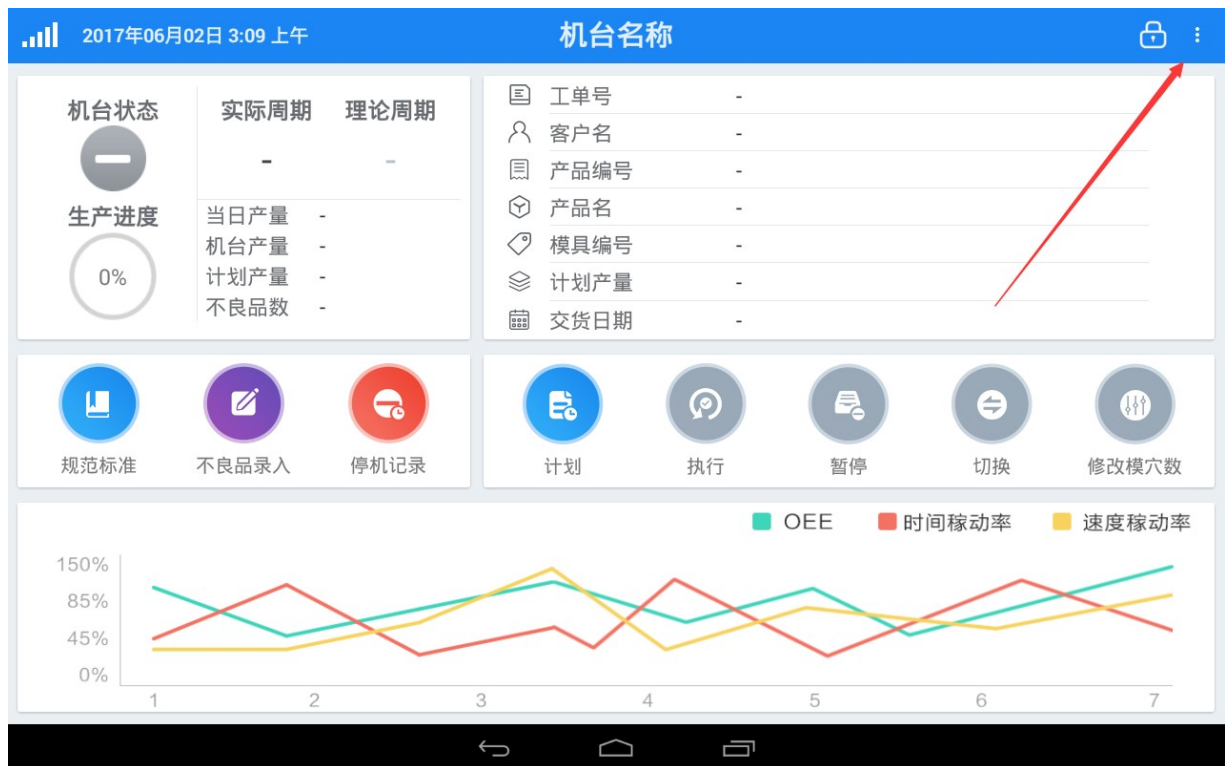 2017年06月02日 3:09 上午
机台名称
机台状态
实际周期 理论周期
- -
生产进度
0%
当日产量 -
机台产量 -
计划产量 -
不良品数 -
工单号 -
客户名 -
产品编号 -
产品名 -
模具编号 -
计划产量 -
交货日期 -
规范标准 不良品录入 停机记录
计划 执行 暂停 切换 修改模穴数
OEE 时间稼动率 速度稼动率
150%
85%
45%
0%
1 2 3 4 5 6 7